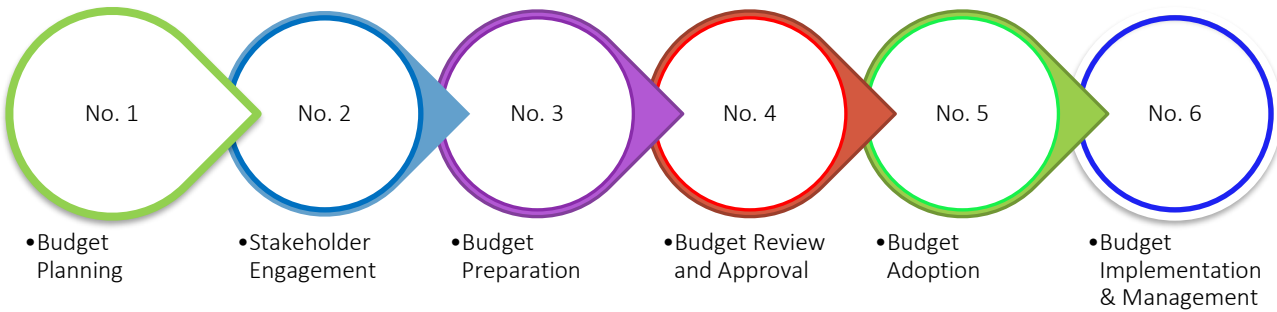 No. 1
No. 2
No. 3
No. 4
No. 5
No. 6
•Budget
Planning
•Stakeholder
Engagement
•Budget
Preparation
•Budget Review
and Approval
•Budget
Adoption
•Budget
Implementation
& Management